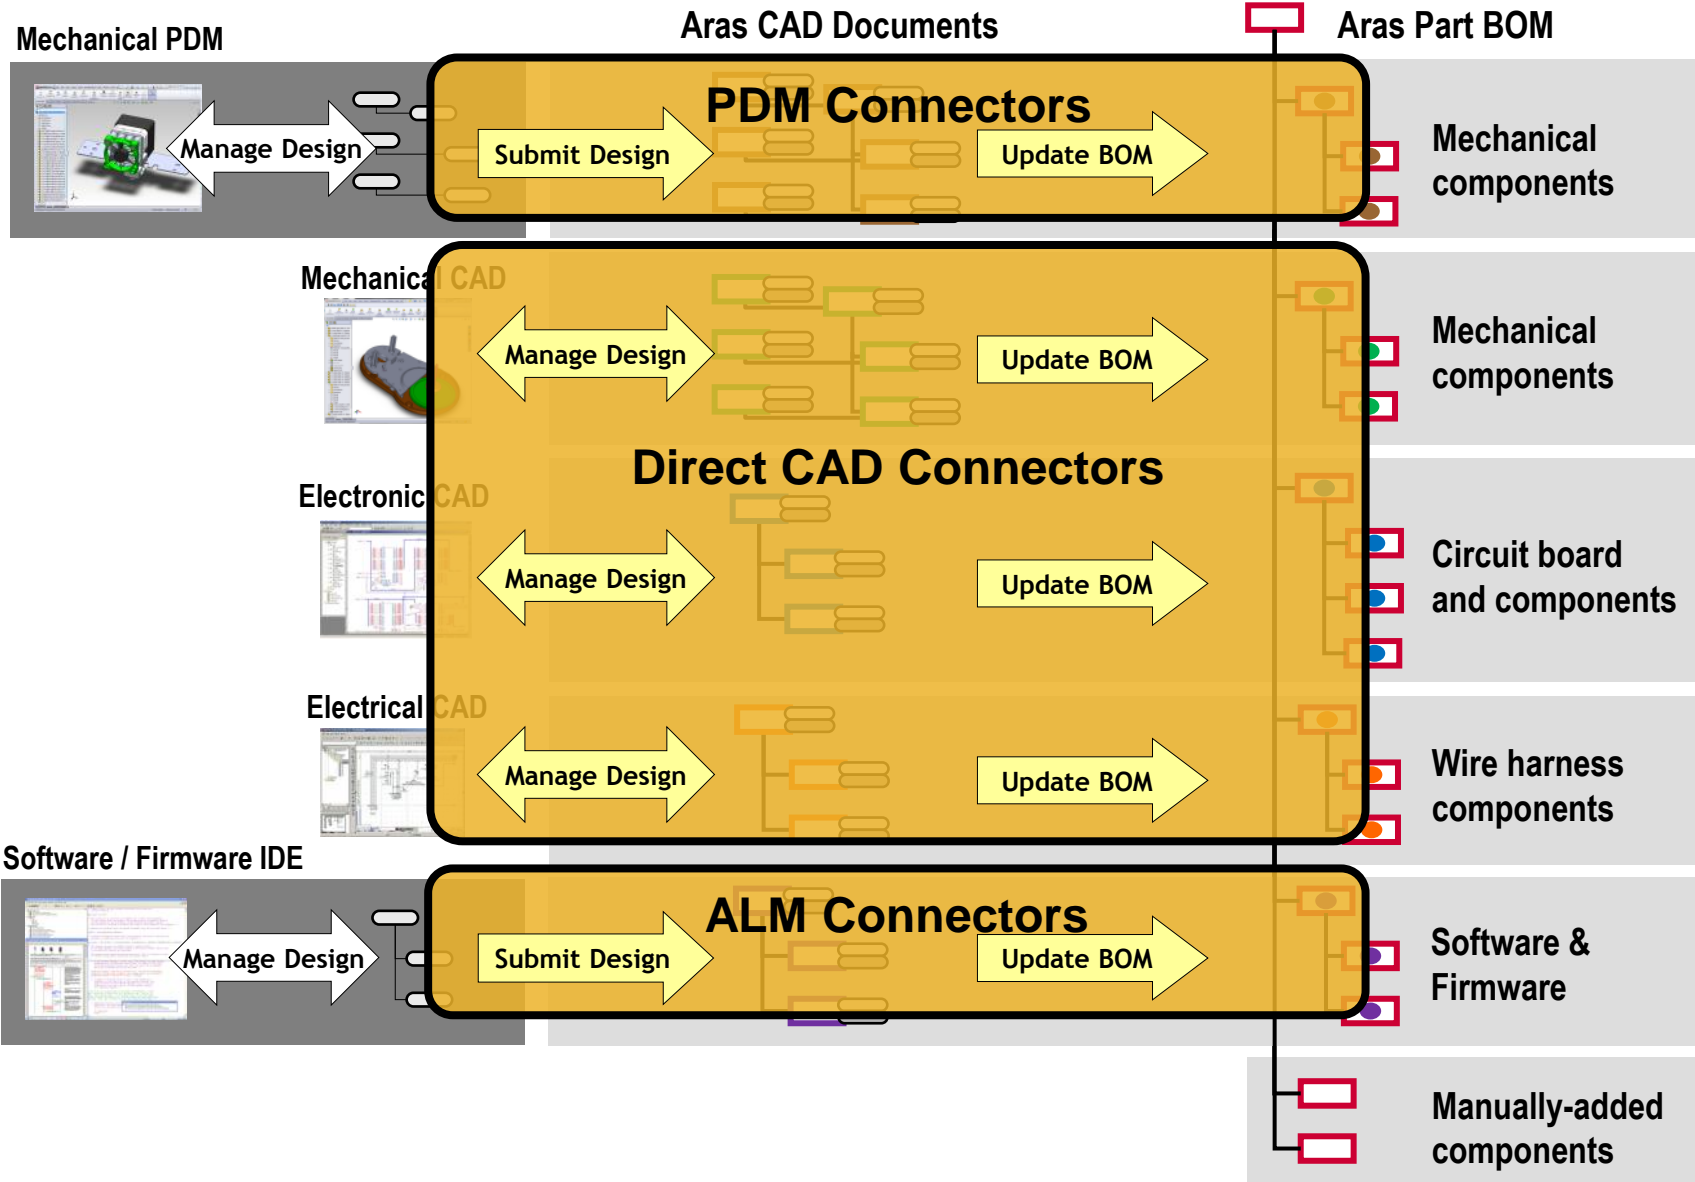 Aras CAD Documents
Aras Part BOM
Mechanical PDM
PDM Connectors
Manage Design
Submit Design
Update BOM
Mechanical
components
Mechanical CAD
Manage Design
Update BOM
Mechanical
components
Direct CAD Connectors
Electronic CAD
Manage Design
Update BOM
Circuit board
and components
Electrical CAD
Manage Design
Update BOM
Wire harness
components
Software / Firmware IDE
ALM Connectors
Manage Design
Submit Design
Update BOM
Software &
Firmware
Manually-added
components